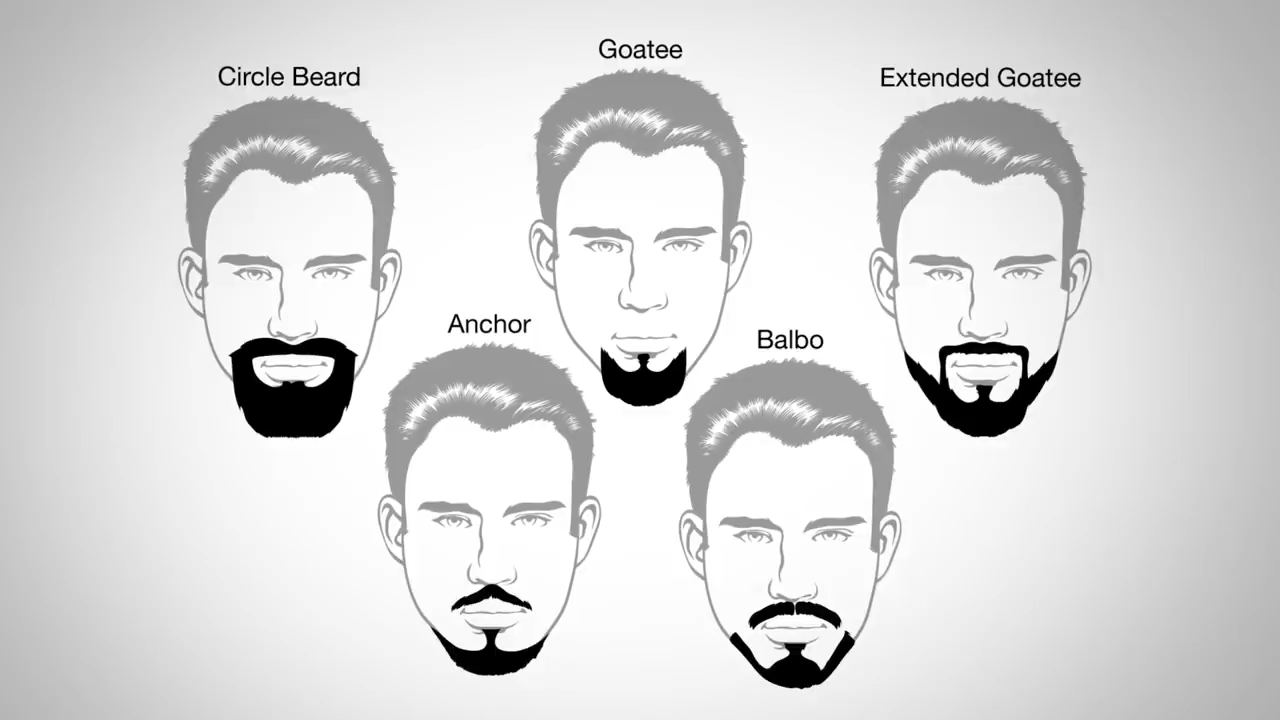 Goatee
Circle Beard
Extended Goatee
Anchor
Balbo